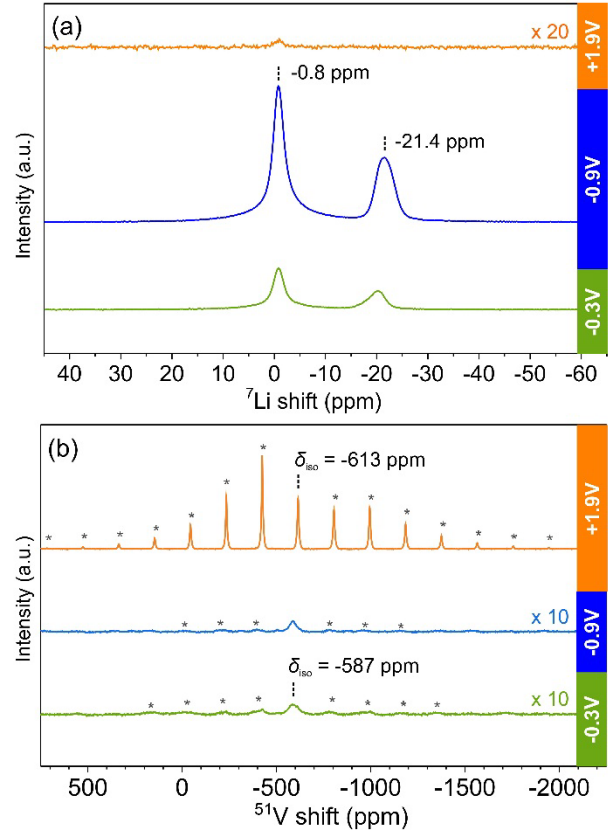 (a)
x 20
+1.9V
-0.8 ppm
-21.4 ppm
-0.9V
-0.3V
Intensity (a.u.)
40 30 20 10 0 -10 -20 -30 -40 -50 -60
⁷Li shift (ppm)
(b)
δiso = -613 ppm
+1.9V
* * * * * * * * * * * * *
x 10
-0.9V
* * * * * *
δiso = -587 ppm
x 10
-0.3V
* * * * * * * *
Intensity (a.u.)
500 0 -500 -1000 -1500 -2000
⁵¹V shift (ppm)